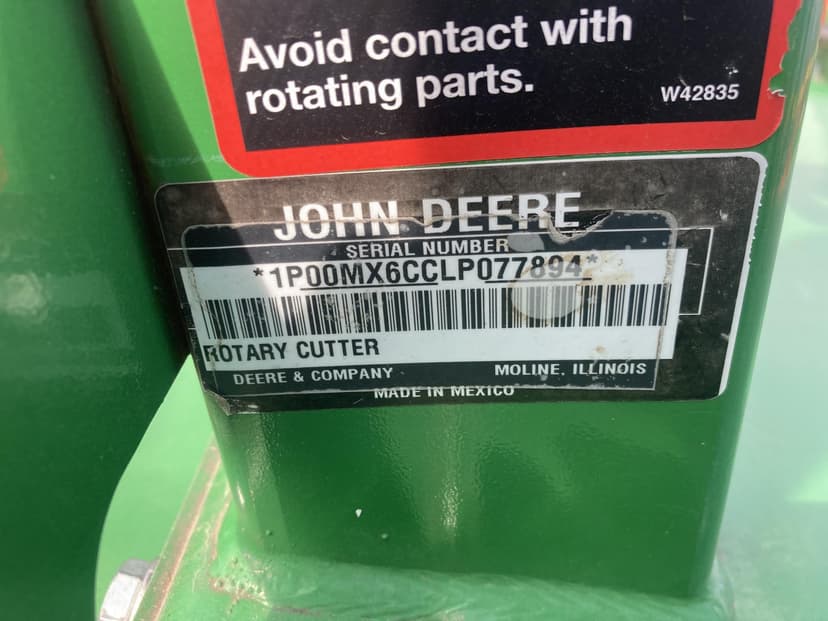 Avoid contact with
rotating parts.
W42835
JOHN DEERE
SERIAL NUMBER
*1P00MX6CCLP077894*
ROTARY CUTTER
DEERE & COMPANY MOLINE, ILLINOIS
MADE IN MEXICO